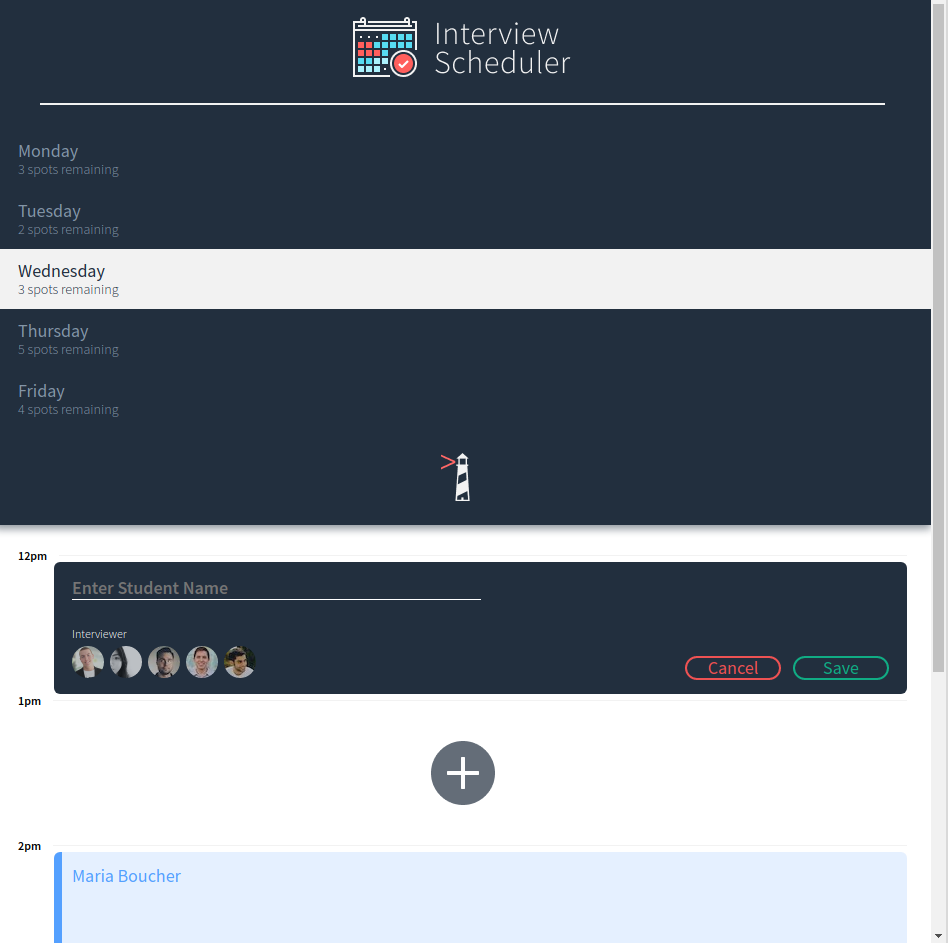 Interview
Scheduler
Monday
3 spots remaining
Tuesday
2 spots remaining
Wednesday
3 spots remaining
Thursday
5 spots remaining
Friday
4 spots remaining
12pm
Enter Student Name
Interviewer
Cancel Save
1pm
2pm
Maria Boucher